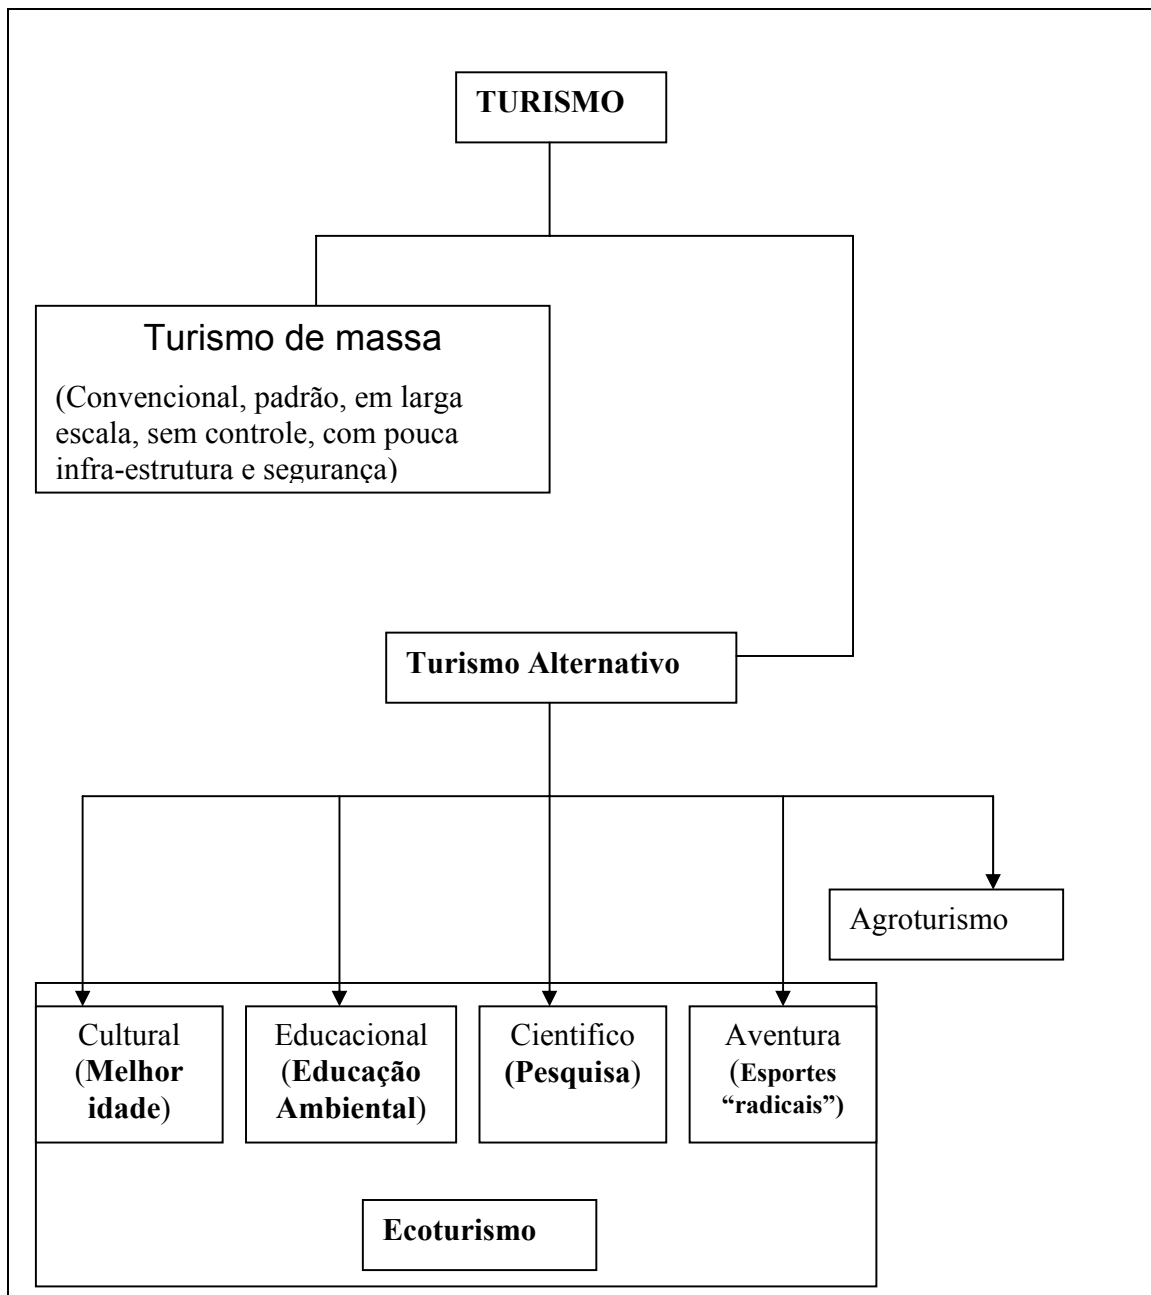 TURISMO
Turismo de massa
(Convencional, padrão, em larga
escala, sem controle, com pouca
infra-estrutura e segurança)
Turismo Alternativo
Agroturismo
Cultural
(Melhor
idade)
Educacional
(Educação
Ambiental)
Cientifico
(Pesquisa)
Aventura
(Esportes
“radicais”)
Ecoturismo